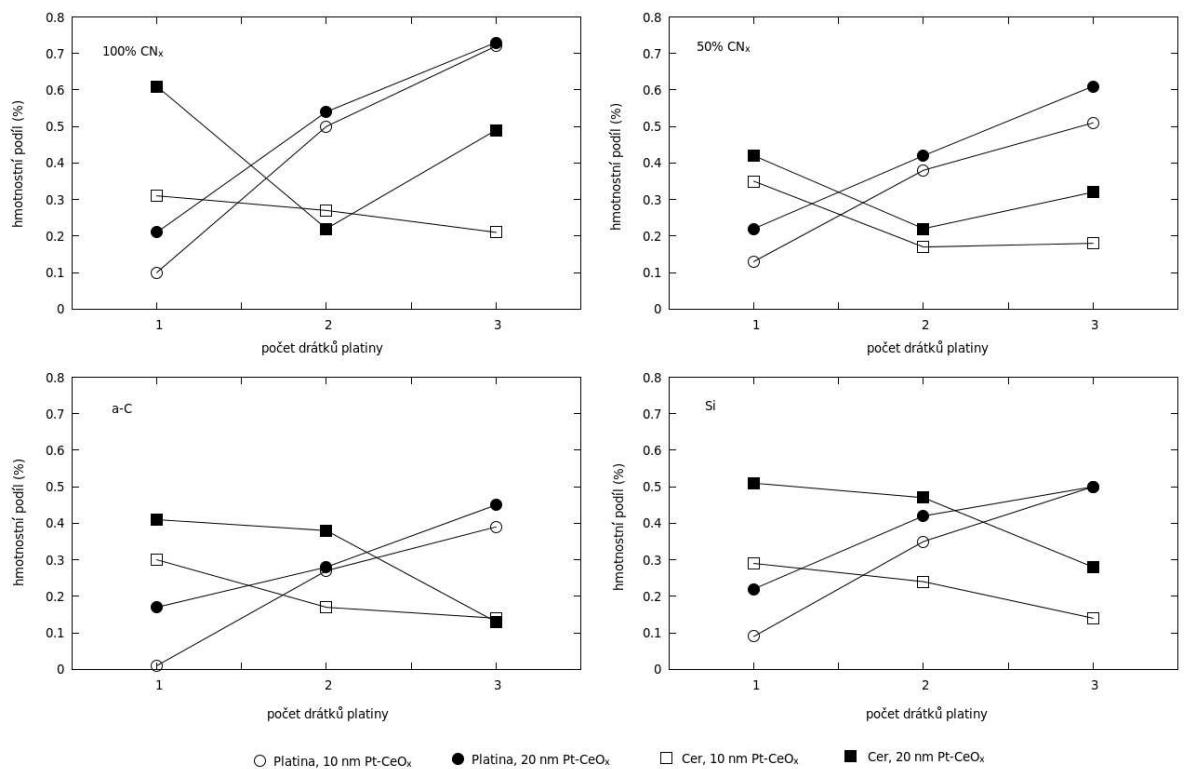 100% CNₓ
hmotnostní podíl (%)
0.8
0.7
0.6
0.5
0.4
0.3
0.2
0.1
0
1 2 3
počet drátků platiny
50% CNₓ
hmotnostní podíl (%)
0.8
0.7
0.6
0.5
0.4
0.3
0.2
0.1
0
1 2 3
počet drátků platiny
a-C
hmotnostní podíl (%)
0.8
0.7
0.6
0.5
0.4
0.3
0.2
0.1
0
1 2 3
počet drátků platiny
Si
hmotnostní podíl (%)
0.8
0.7
0.6
0.5
0.4
0.3
0.2
0.1
0
1 2 3
počet drátků platiny
Platina, 10 nm Pt-CeOₓ Platina, 20 nm Pt-CeOₓ Cer, 10 nm Pt-CeOₓ Cer, 20 nm Pt-CeOₓ